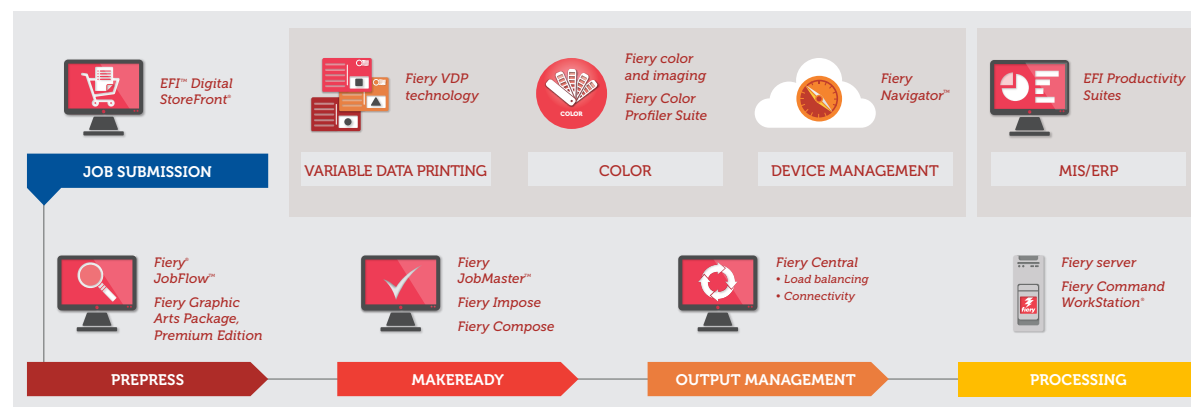 EFI™ Digital
StoreFront®
JOB SUBMISSION
Fiery VDP
technology
VARIABLE DATA PRINTING
COLOR
Fiery color
and imaging
Fiery Color
Profiler Suite
COLOR
Fiery
Navigator™
DEVICE MANAGEMENT
EFI Productivity
Suites
MIS/ERP
Fiery®
JobFlow™
Fiery Graphic
Arts Package,
Premium Edition
PREPRESS
Fiery
JobMaster™
Fiery Impose
Fiery Compose
MAKEREADY
Fiery Central
• Load balancing
• Connectivity
OUTPUT MANAGEMENT
fiery
Fiery server
Fiery Command
WorkStation®
PROCESSING